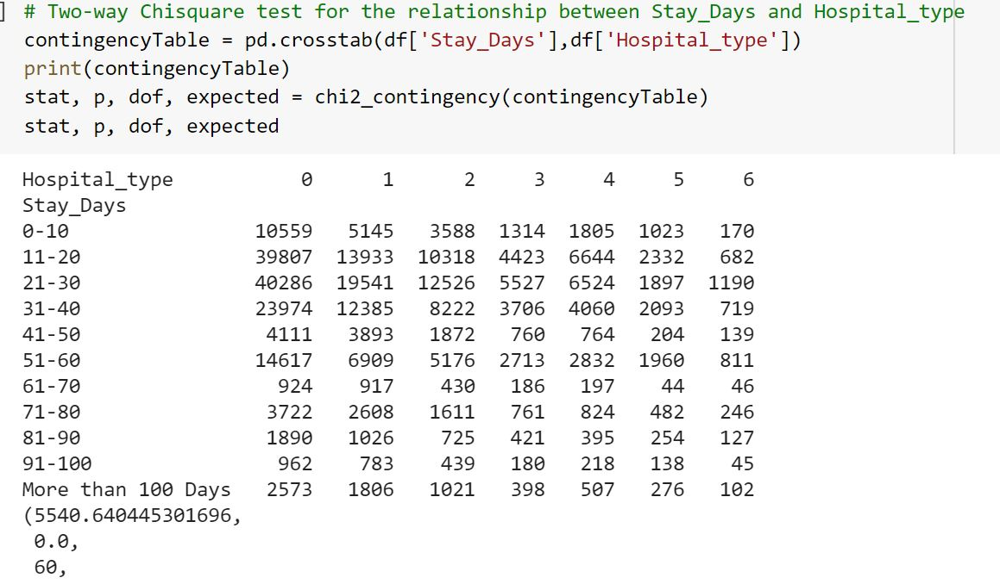 ] # Two-way Chisquare test for the relationship between Stay_Days and Hospital_type
contingencyTable = pd.crosstab(df['Stay_Days'],df['Hospital_type'])
print(contingencyTable)
stat, p, dof, expected = chi2_contingency(contingencyTable)
stat, p, dof, expected
Hospital_type 0 1 2 3 4 5 6
Stay_Days
0-10 10559 5145 3588 1314 1805 1023 170
11-20 39807 13933 10318 4423 6644 2332 682
21-30 40286 19541 12526 5527 6524 1897 1190
31-40 23974 12385 8222 3706 4060 2093 719
41-50 4111 3893 1872 760 764 204 139
51-60 14617 6909 5176 2713 2832 1960 811
61-70 924 917 430 186 197 44 46
71-80 3722 2608 1611 761 824 482 246
81-90 1890 1026 725 421 395 254 127
91-100 962 783 439 180 218 138 45
More than 100 Days 2573 1806 1021 398 507 276 102
(5540.640445301696,
0.0,
60,